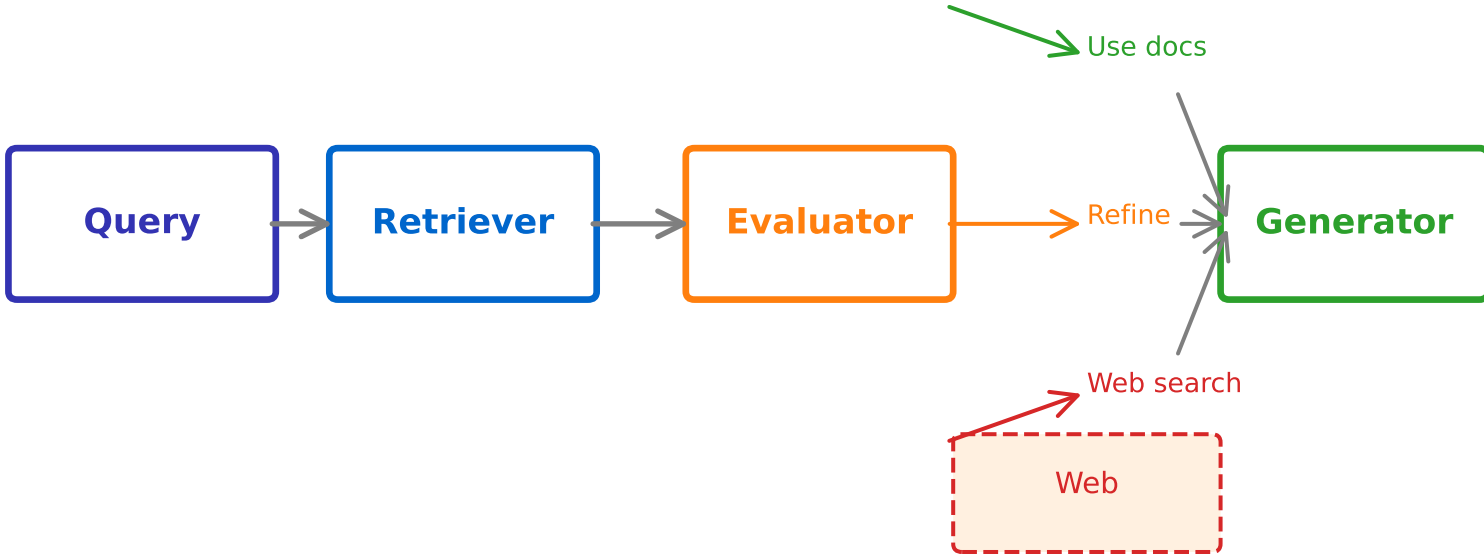 Use docs
Query
Retriever
Evaluator
Refine
Generator
Web search
Web